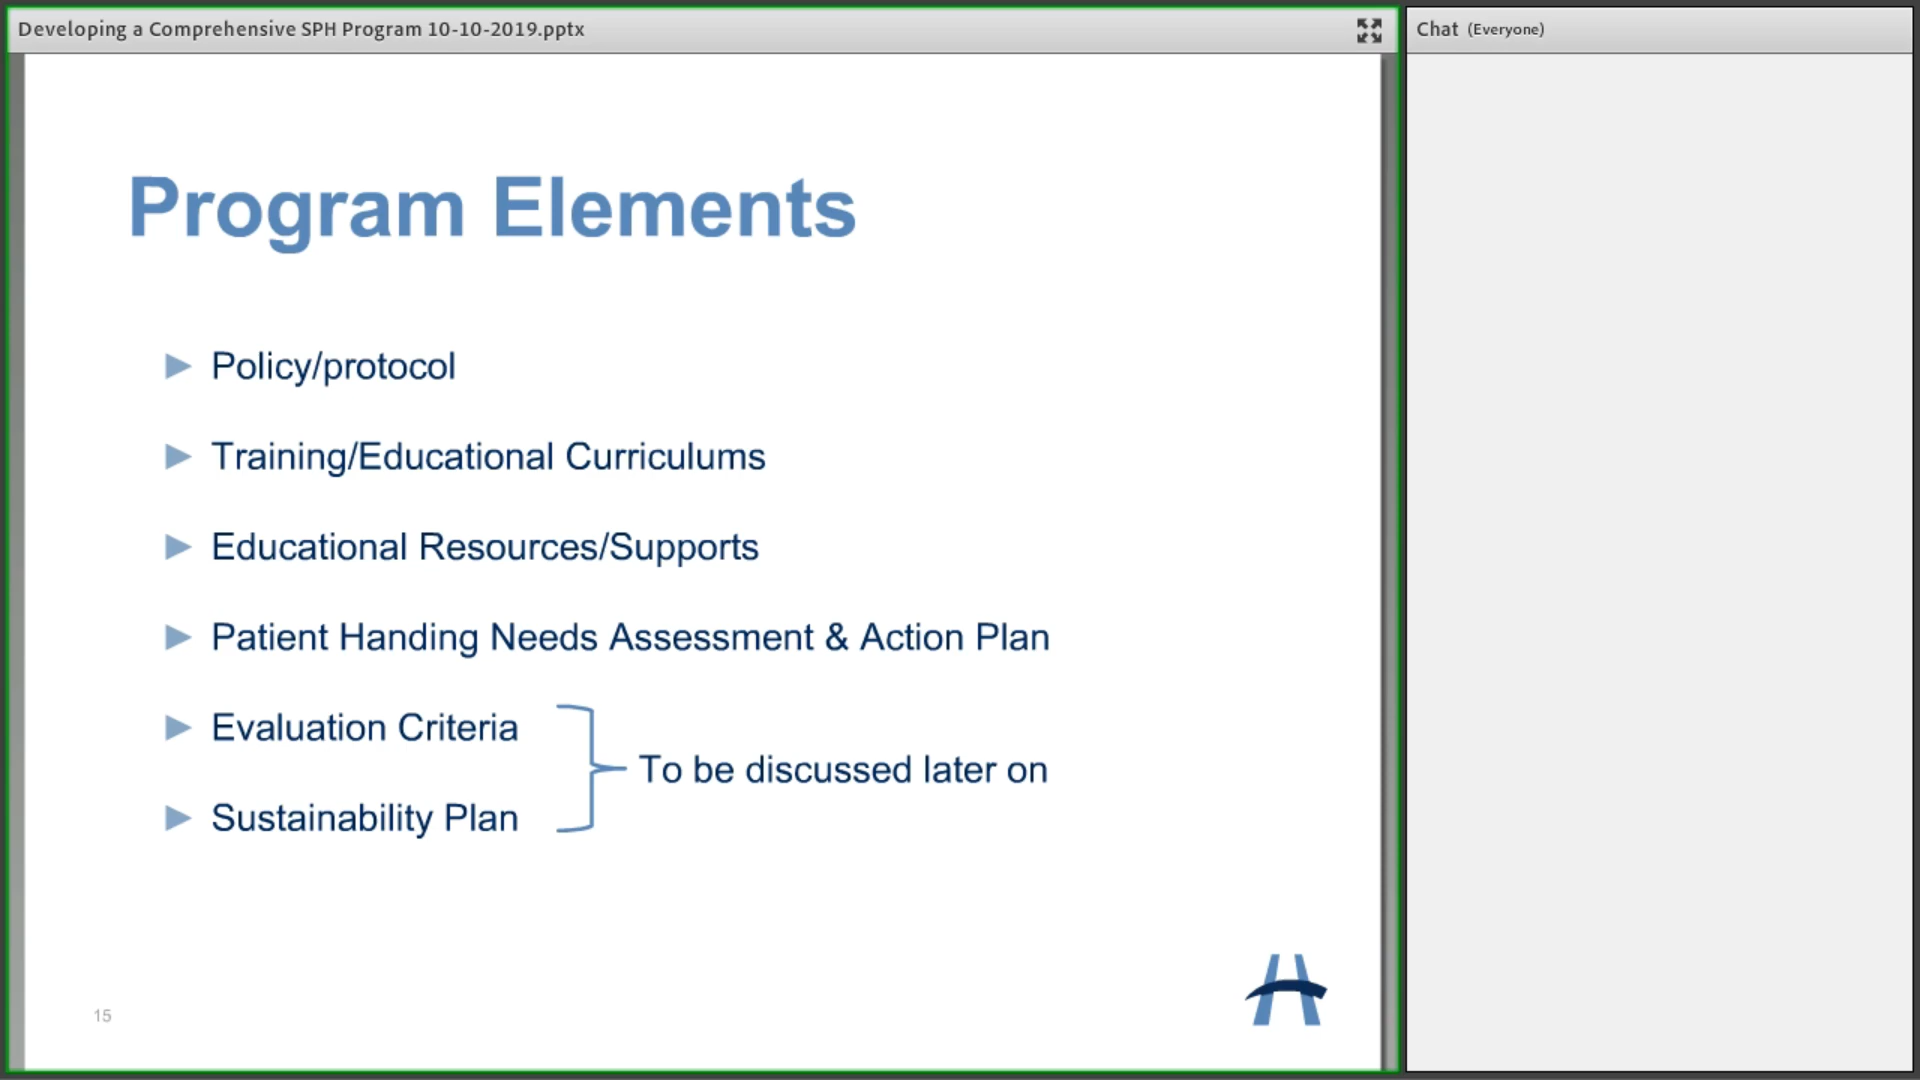 Developing a Comprehensive SPH Program 10-10-2019.pptx
Chat (Everyone)
Program Elements
Policy/protocol
Training/Educational Curriculums
Educational Resources/Supports
Patient Handing Needs Assessment & Action Plan
Evaluation Criteria
To be discussed later on
Sustainability Plan
15